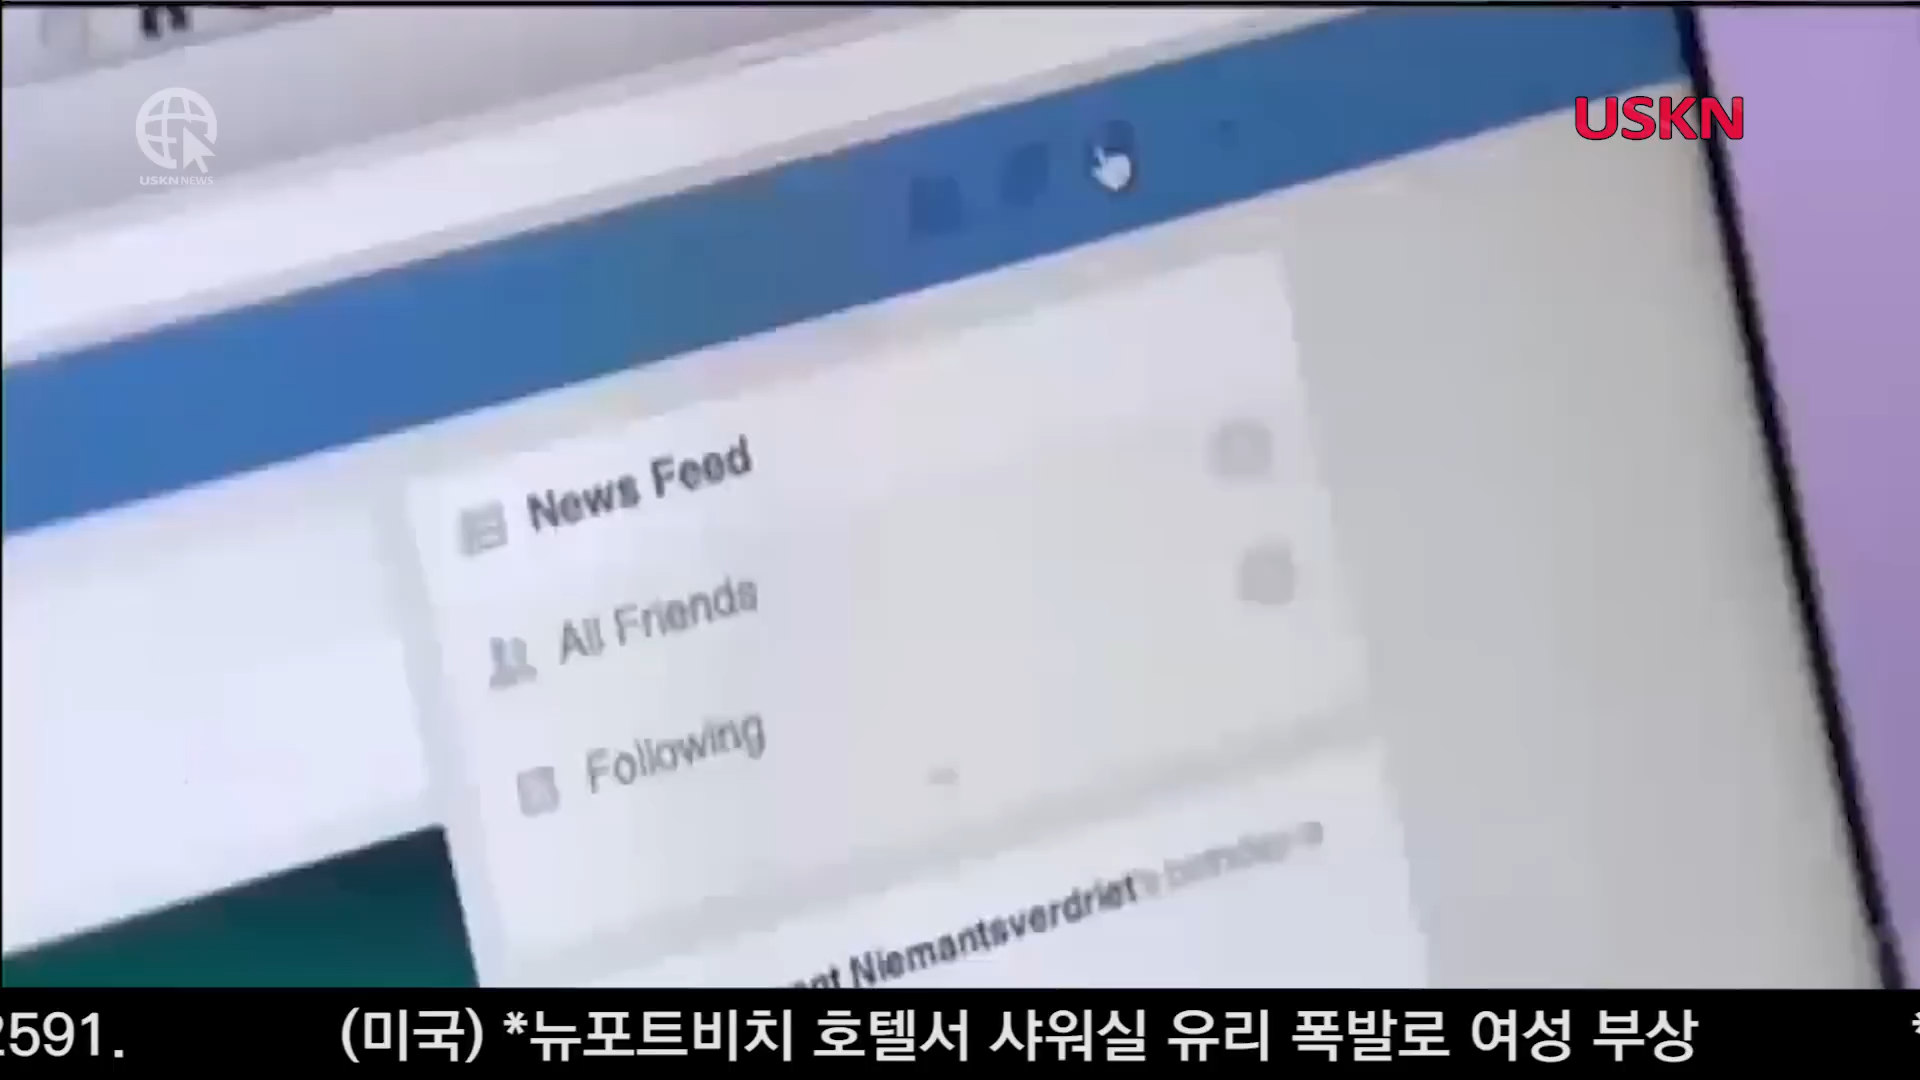 USKN NEWS
USKN
News Feed
All Friends
Following
Niemantsverdriet's
2591.
(미국) *뉴포트비치 호텔서 샤워실 유리 폭발로 여성 부상